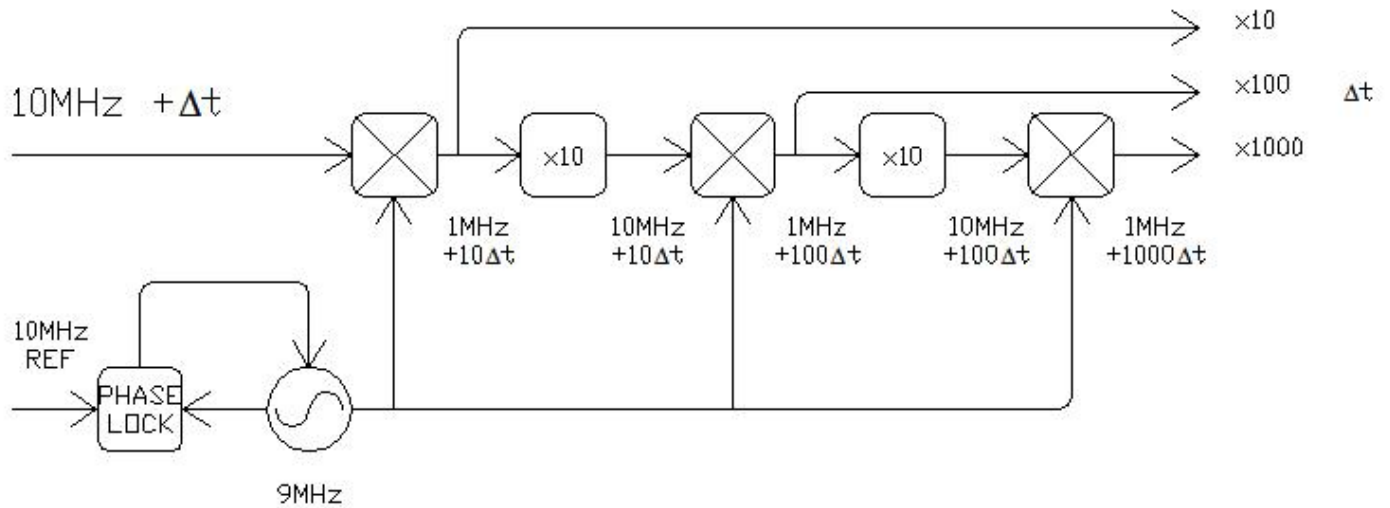 ×10
10MHz +Δt
×100 Δt
×10
×10
×1000
1MHz
+10Δt
10MHz
+10Δt
1MHz
+100Δt
10MHz
+100Δt
1MHz
+1000Δt
10MHz
REF
PHASE
LOCK
9MHz